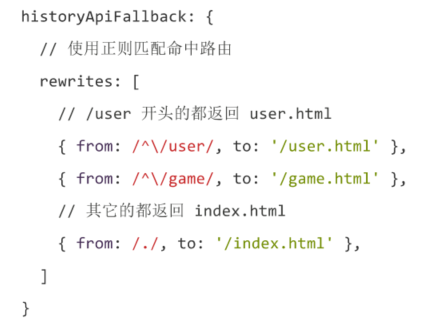 historyApiFallback: {
// 使用正则匹配命中路由
rewrites: [
// /user 开头的都返回 user.html
{ from: /^\/user/, to: '/user.html' },
{ from: /^\/game/, to: '/game.html' },
// 其它的都返回 index.html
{ from: /./, to: '/index.html' },
]
}